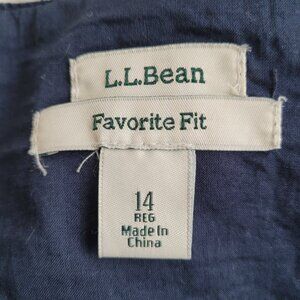 L.L.Bean
Favorite Fit
14
REG
Made In
China